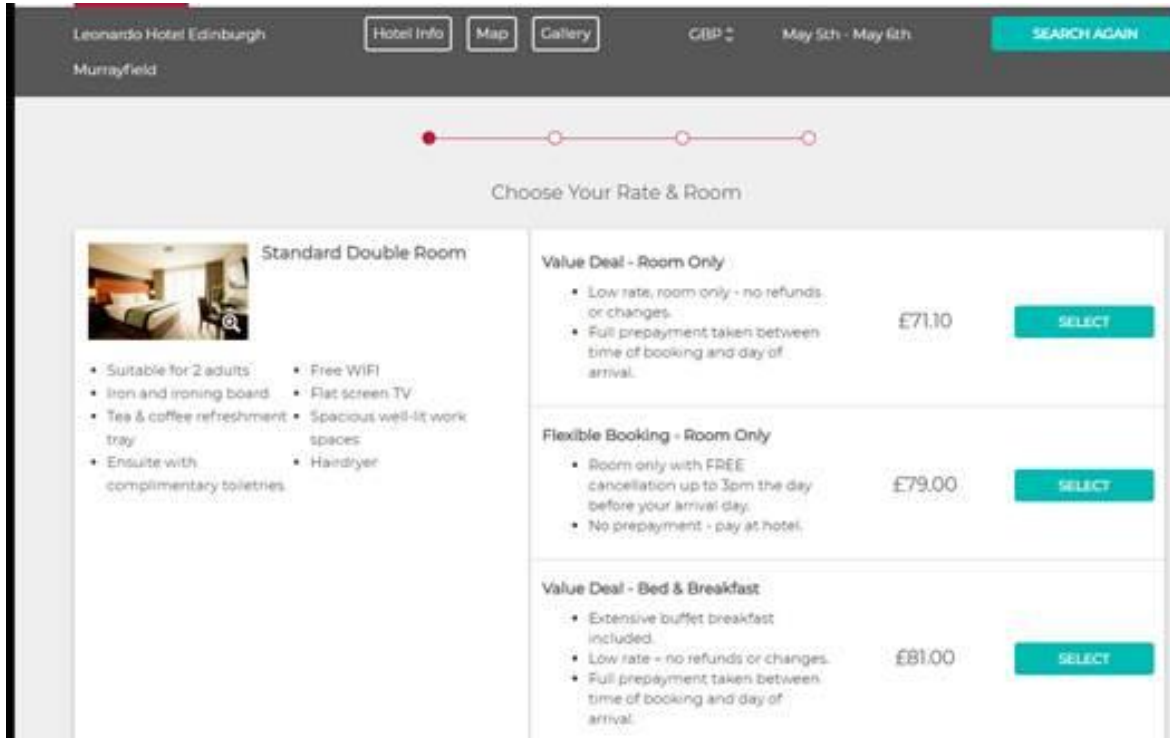 Leonardo Hotel Edinburgh
Murrayfield
Hotel Info
Map
Gallery
GBP
May 5th - May 6th
SEARCH AGAIN
Choose Your Rate & Room
Standard Double Room
• Suitable for 2 adults
• Iron and ironing board
• Tea & coffee refreshment
tray
• Ensuite with
complimentary toiletries
• Free WIFI
• Flat screen TV
• Spacious well-lit work
spaces
• Hairdryer
Value Deal - Room Only
• Low rate, room only - no refunds
or changes.
• Full prepayment taken between
time of booking and day of
arrival.
£71.10
SELECT
Flexible Booking - Room Only
• Room only with FREE
cancellation up to 3pm the day
before your arrival day.
• No prepayment - pay at hotel.
£79.00
SELECT
Value Deal - Bed & Breakfast
• Extensive buffet breakfast
included.
• Low rate – no refunds or changes.
• Full prepayment taken between
time of booking and day of
arrival.
£81.00
SELECT